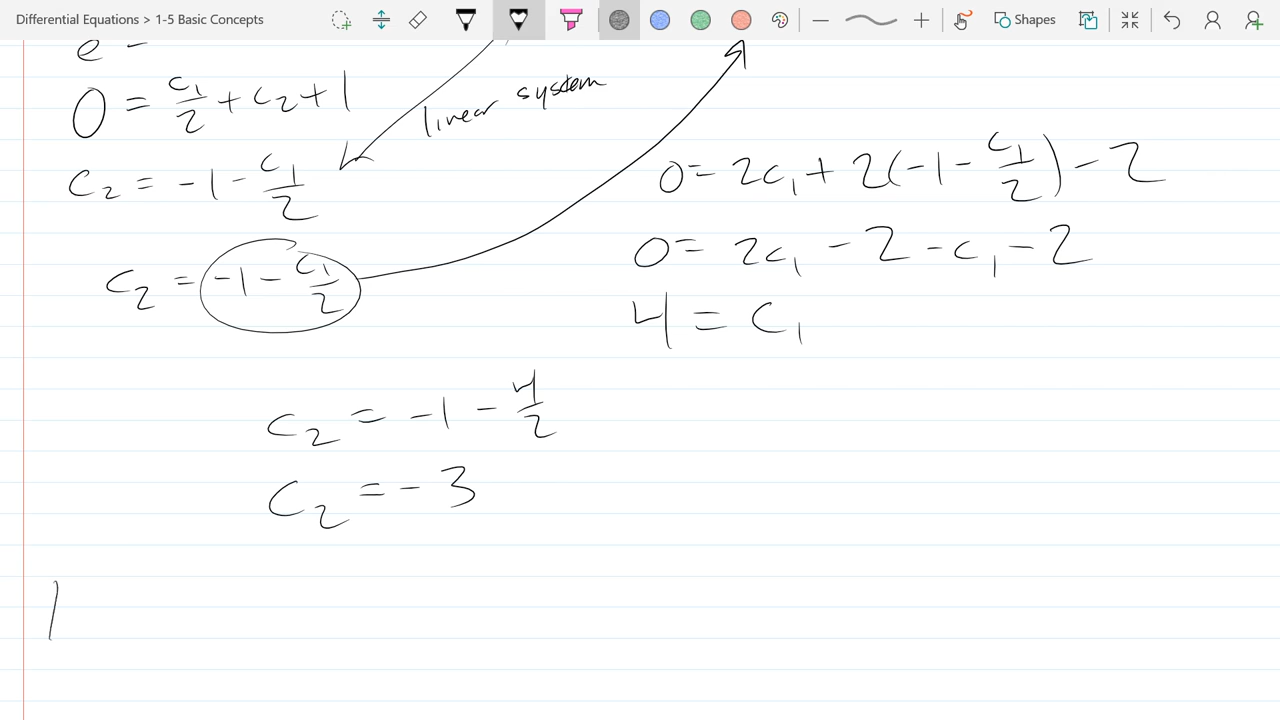 Differential Equations > 1-5 Basic Concepts
Shapes
0 = c₁/2 + c₂ + 1
linear system
c₂ = -1 - c₁/2
c₂ = -1 - c₁/2
0 = 2c₁ + 2(-1 - c₁/2) - 2
0 = 2c₁ - 2 - c₁ - 2
4 = c₁
c₂ = -1 - 4/2
c₂ = -3